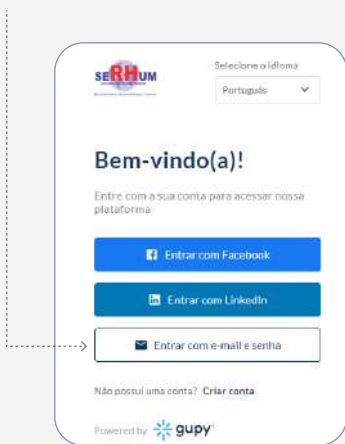 SERHUM
Selecione o idioma
Português
Bem-vindo(a)!
Entre com a sua conta para acessar nossa
plataforma
Entrar com Facebook
Entrar com LinkedIn
Entrar com e-mail e senha
Não possui uma conta? Criar conta
Powered by gupy